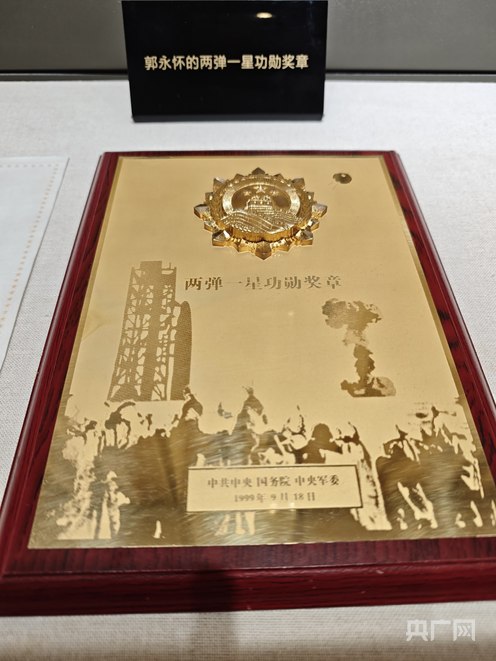 郭永怀的两弹一星功勋奖章
两弹一星功勋奖章
中共中央 国务院 中央军委
1999年 9月 18日
央广网